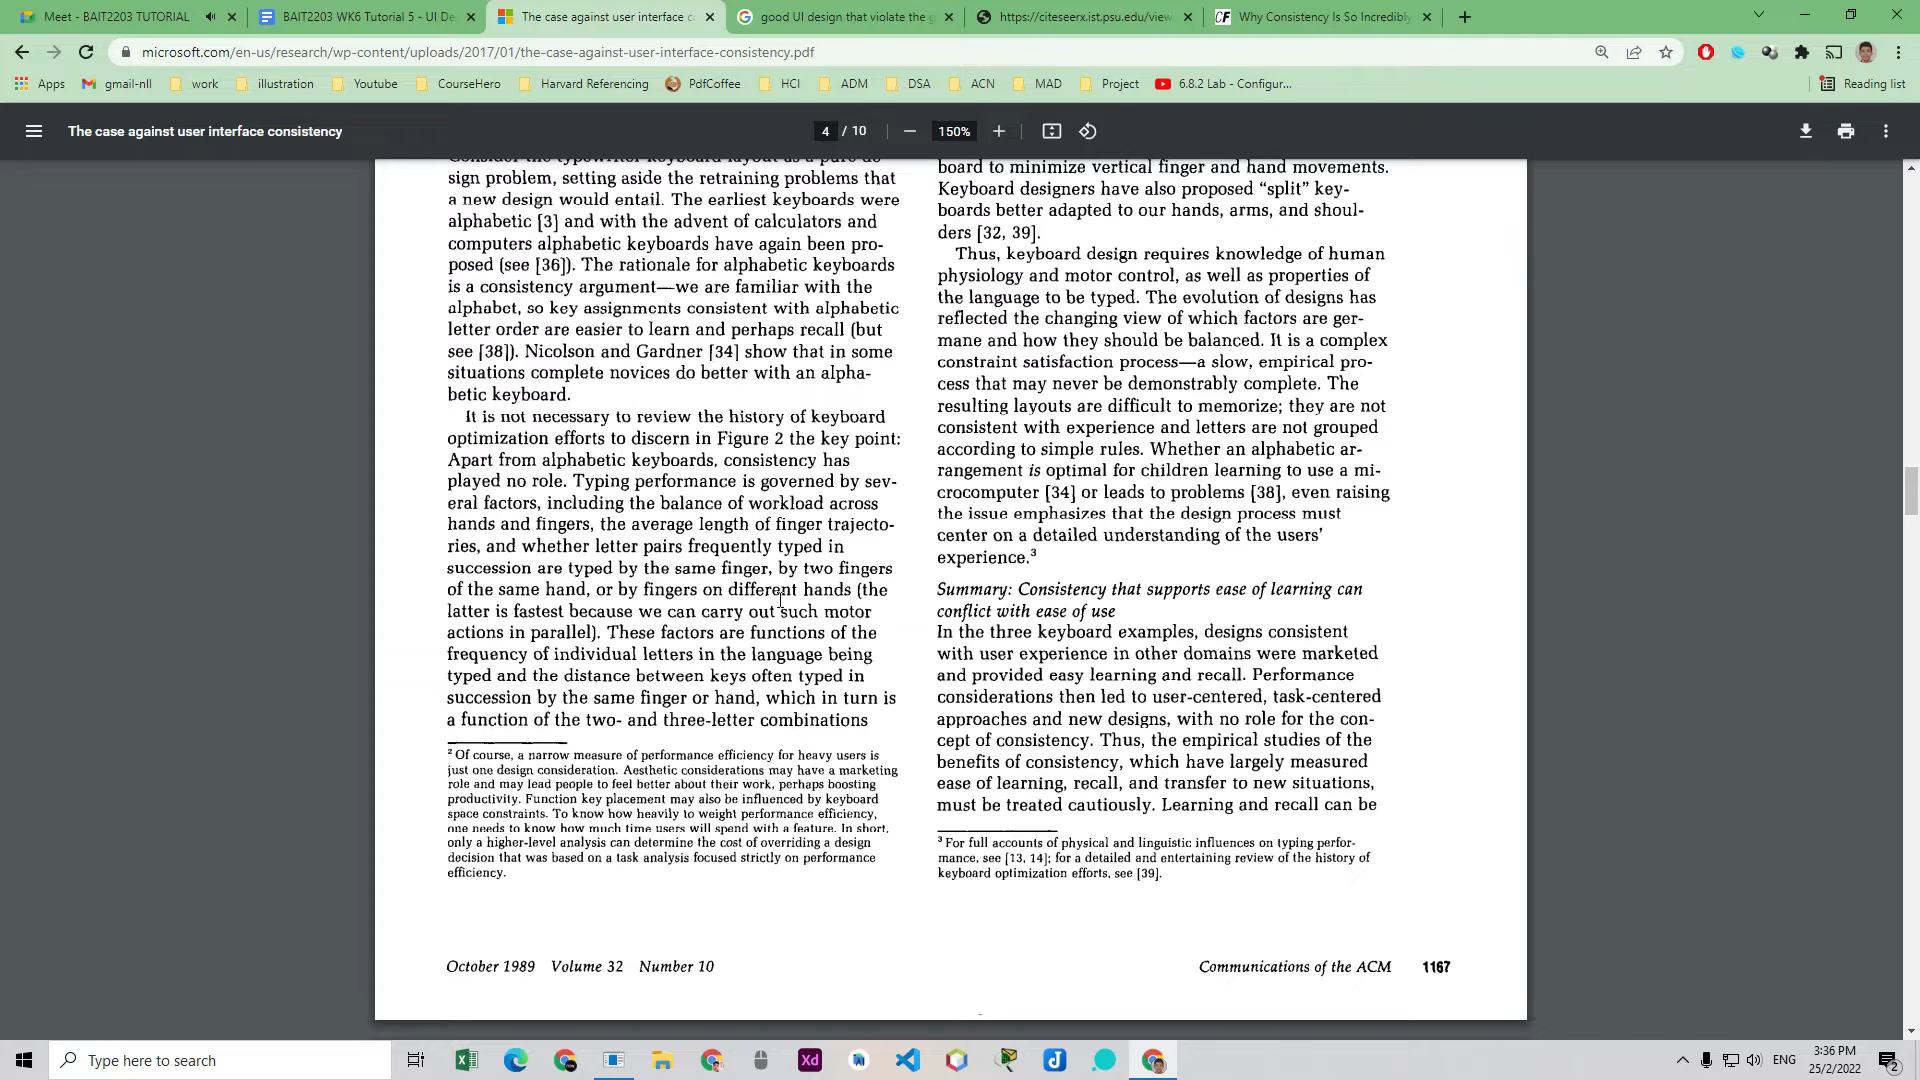 Meet - BAIT2203 TUTORIAL
BAIT2203 WK6 Tutorial 5 - UI De
The case against user interface c
good UI design that violate the g
https://citeseerx.ist.psu.edu/view
CF Why Consistency Is So Incredibly
microsoft.com/en-us/research/wp-content/uploads/2017/01/the-case-against-user-interface-consistency.pdf
Apps gmail-nll work illustration Youtube CourseHero Harvard Referencing PdfCoffee HCI ADM DSA ACN MAD Project 6.8.2 Lab - Configur... Reading list
The case against user interface consistency
4 / 10
150%
Consider the typewriter keyboard layout as a pure de-
sign problem, setting aside the retraining problems that
a new design would entail. The earliest keyboards were
alphabetic [3] and with the advent of calculators and
computers alphabetic keyboards have again been pro-
posed (see [36]). The rationale for alphabetic keyboards
is a consistency argument—we are familiar with the
alphabet, so key assignments consistent with alphabetic
letter order are easier to learn and perhaps recall (but
see [38]). Nicolson and Gardner [34] show that in some
situations complete novices do better with an alpha-
betic keyboard.
It is not necessary to review the history of keyboard
optimization efforts to discern in Figure 2 the key point:
Apart from alphabetic keyboards, consistency has
played no role. Typing performance is governed by sev-
eral factors, including the balance of workload across
hands and fingers, the average length of finger trajecto-
ries, and whether letter pairs frequently typed in
succession are typed by the same finger, by two fingers
of the same hand, or by fingers on different hands (the
latter is fastest because we can carry out such motor
actions in parallel). These factors are functions of the
frequency of individual letters in the language being
typed and the distance between keys often typed in
succession by the same finger or hand, which in turn is
a function of the two- and three-letter combinations
² Of course, a narrow measure of performance efficiency for heavy users is
just one design consideration. Aesthetic considerations may have a marketing
role and may lead people to feel better about their work, perhaps boosting
productivity. Function key placement may also be influenced by keyboard
space constraints. To know how heavily to weight performance efficiency,
one needs to know how much time users will spend with a feature. In short,
only a higher-level analysis can determine the cost of overriding a design
decision that was based on a task analysis focused strictly on performance
efficiency.
board to minimize vertical finger and hand movements.
Keyboard designers have also proposed “split” key-
boards better adapted to our hands, arms, and shoul-
ders [32, 39].
Thus, keyboard design requires knowledge of human
physiology and motor control, as well as properties of
the language to be typed. The evolution of designs has
reflected the changing view of which factors are ger-
mane and how they should be balanced. It is a complex
constraint satisfaction process—a slow, empirical pro-
cess that may never be demonstrably complete. The
resulting layouts are difficult to memorize; they are not
consistent with experience and letters are not grouped
according to simple rules. Whether an alphabetic ar-
rangement is optimal for children learning to use a mi-
crocomputer [34] or leads to problems [38], even raising
the issue emphasizes that the design process must
center on a detailed understanding of the users’
experience.³
Summary: Consistency that supports ease of learning can
conflict with ease of use
In the three keyboard examples, designs consistent
with user experience in other domains were marketed
and provided easy learning and recall. Performance
considerations then led to user-centered, task-centered
approaches and new designs, with no role for the con-
cept of consistency. Thus, the empirical studies of the
benefits of consistency, which have largely measured
ease of learning, recall, and transfer to new situations,
must be treated cautiously. Learning and recall can be
³ For full accounts of physical and linguistic influences on typing perfor-
mance, see [13, 14]; for a detailed and entertaining review of the history of
keyboard optimization efforts, see [39].
October 1989 Volume 32 Number 10
Communications of the ACM 1167
Type here to search
Xd
ENG
3:36 PM
25/2/2022
2